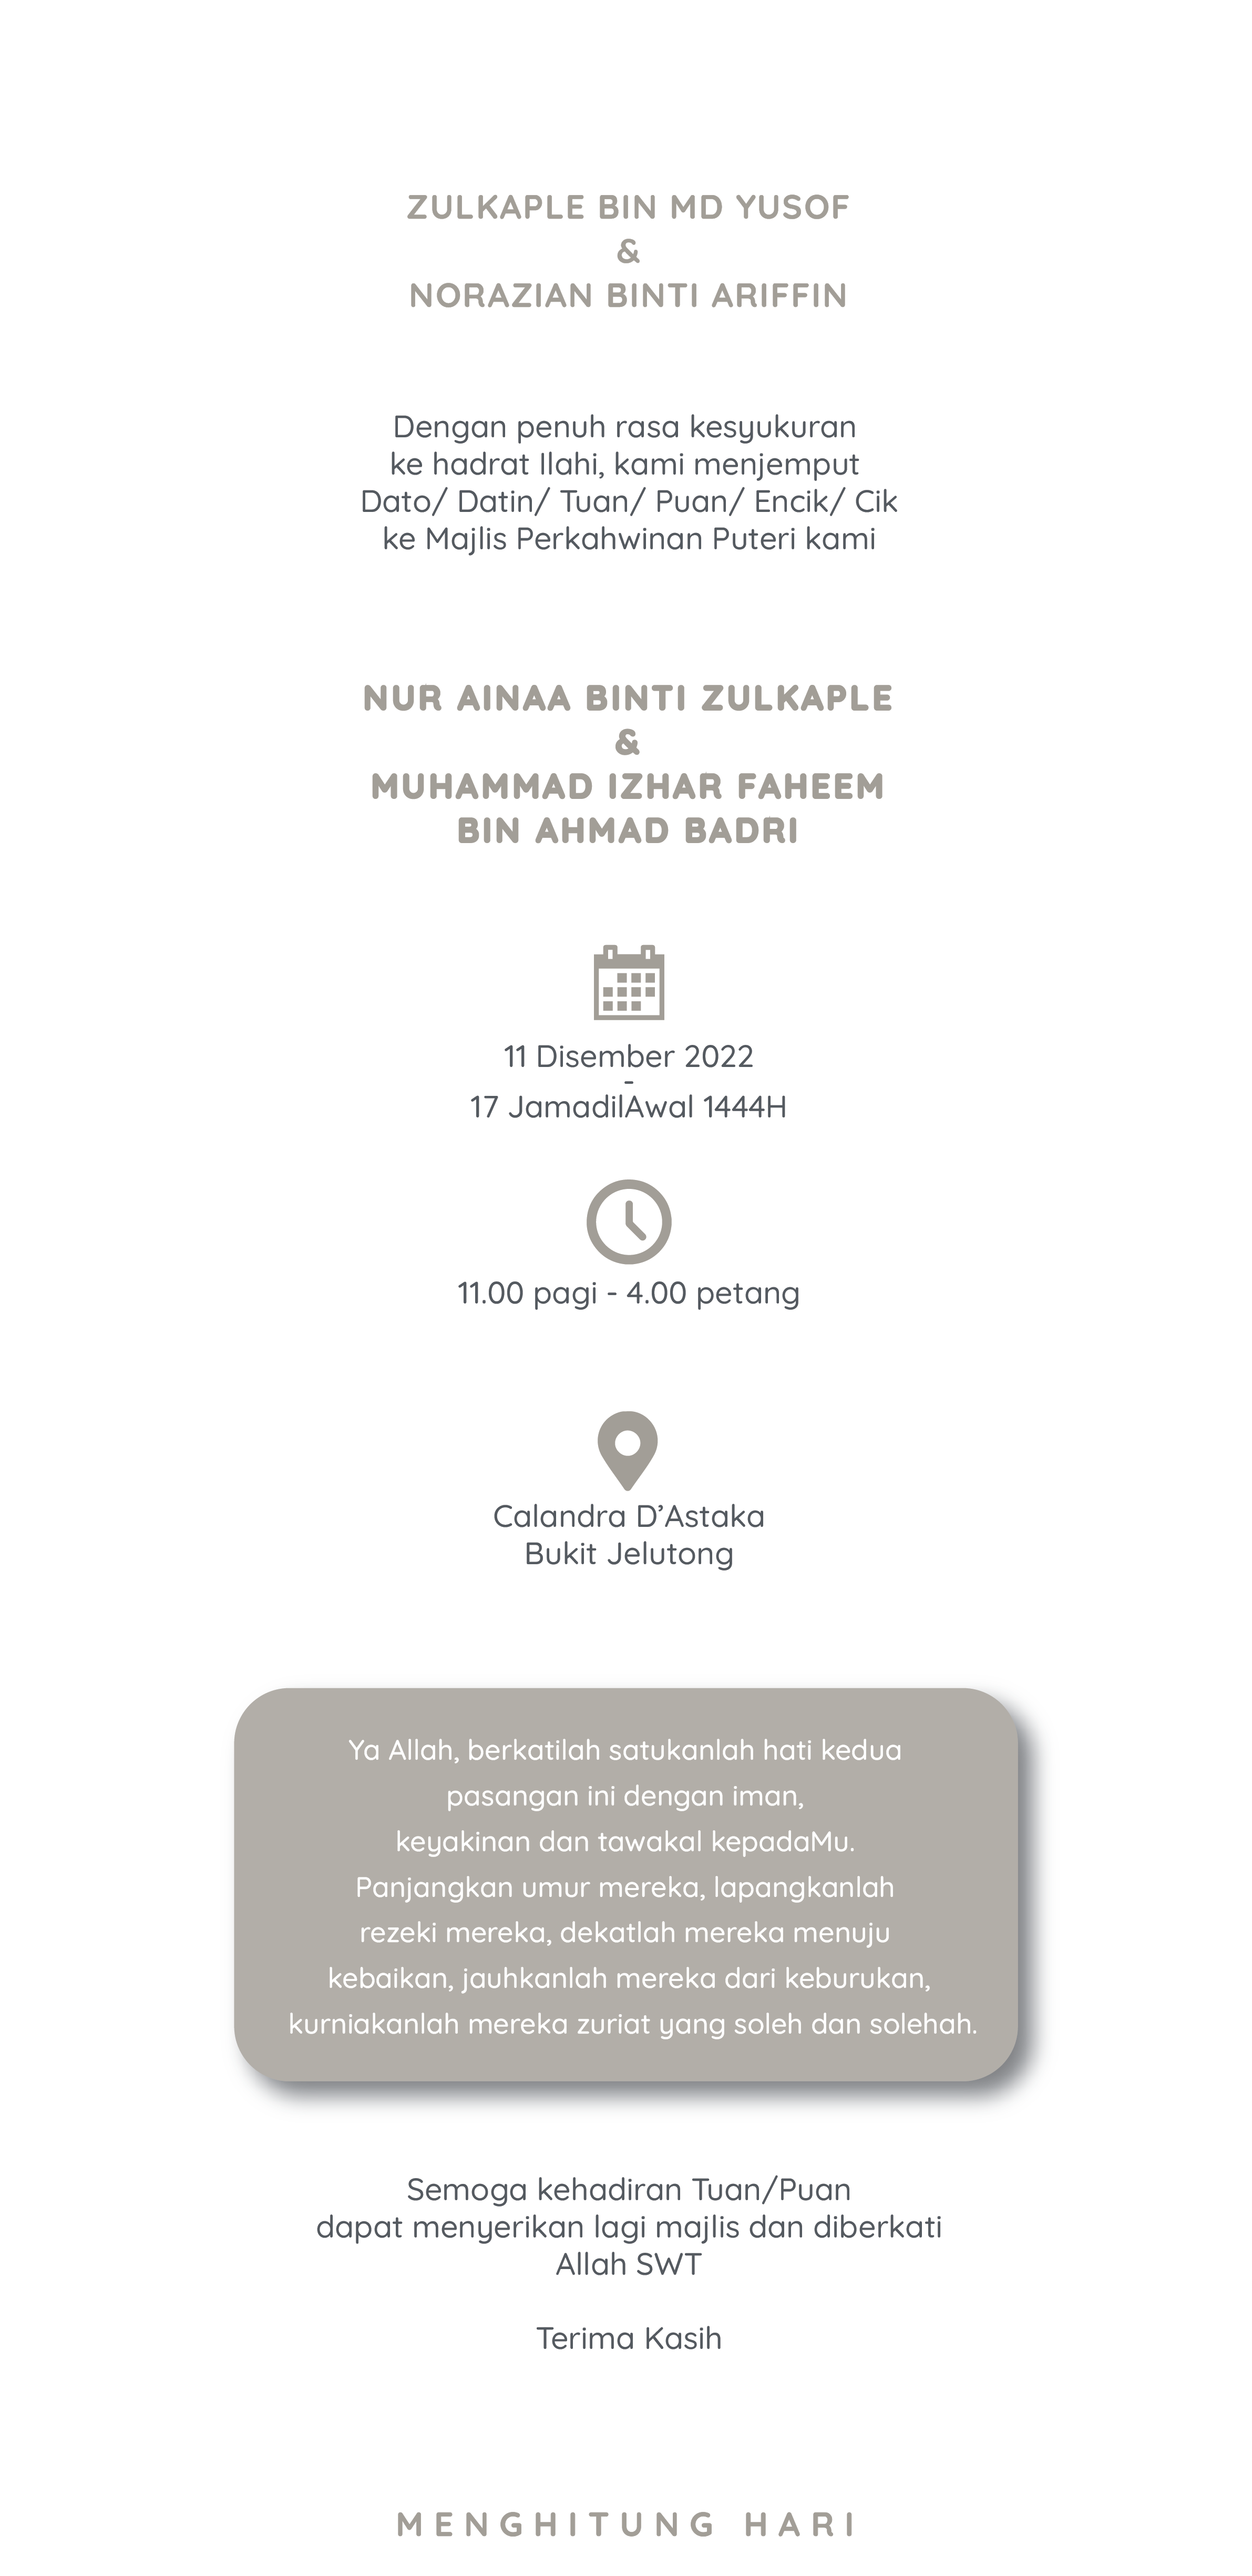 ZULKAPLE BIN MD YUSOF
&
NORAZIAN BINTI ARIFFIN
Dengan penuh rasa kesyukuran
ke hadrat Ilahi, kami menjemput
Dato/ Datin/ Tuan/ Puan/ Encik/ Cik
ke Majlis Perkahwinan Puteri kami
NUR AINAA BINTI ZULKAPLE
&
MUHAMMAD IZHAR FAHEEM
BIN AHMAD BADRI
11 Disember 2022
-
17 JamadilAwal 1444H
11.00 pagi - 4.00 petang
Calandra D’Astaka
Bukit Jelutong
Ya Allah, berkatilah satukanlah hati kedua
pasangan ini dengan iman,
keyakinan dan tawakal kepadaMu.
Panjangkan umur mereka, lapangkanlah
rezeki mereka, dekatlah mereka menuju
kebaikan, jauhkanlah mereka dari keburukan,
kurniakanlah mereka zuriat yang soleh dan solehah.
Semoga kehadiran Tuan/Puan
dapat menyerikan lagi majlis dan diberkati
Allah SWT
Terima Kasih
MENGHITUNG HARI